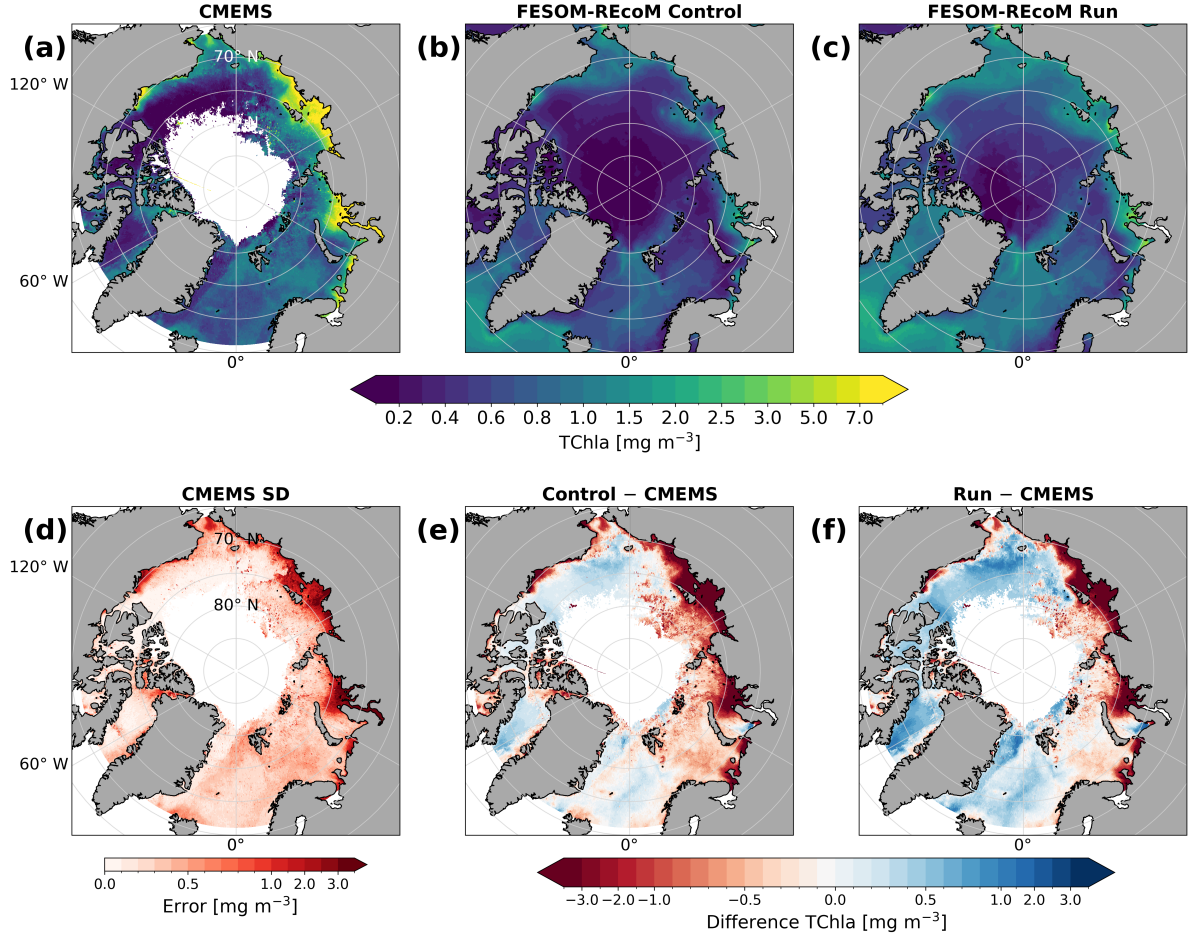 CMEMS
FESOM-REcoM Control
FESOM-REcoM Run
(a)
(b)
(c)
70° N
120° W
60° W
0°
0°
0°
0.2 0.4 0.6 0.8 1.0 1.5 2.0 2.5 3.0 5.0 7.0
TChla [mg m⁻³]
CMEMS SD
Control − CMEMS
Run − CMEMS
(d)
(e)
(f)
70° N
120° W
80° N
60° W
0°
0°
0°
0.0 0.5 1.0 2.0 3.0
Error [mg m⁻³]
−3.0 −2.0 −1.0 −0.5 0.0 0.5 1.0 2.0 3.0
Difference TChla [mg m⁻³]